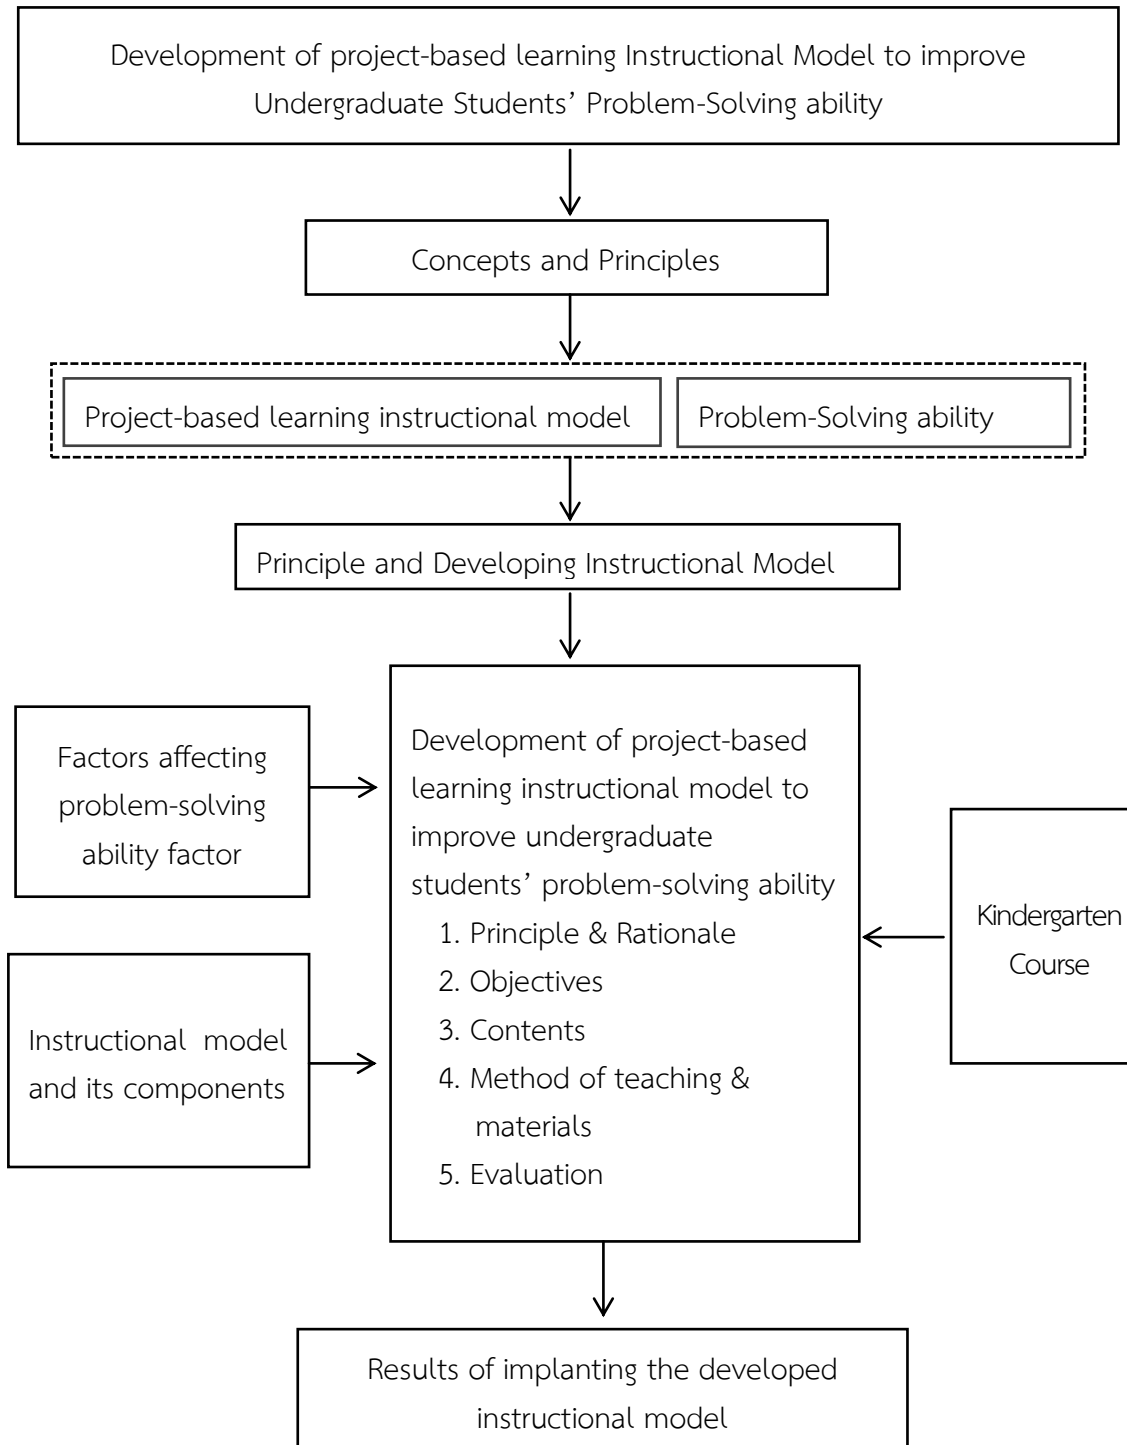 Development of project-based learning Instructional Model to improve
Undergraduate Students’ Problem-Solving ability
Concepts and Principles
Project-based learning instructional model
Problem-Solving ability
Principle and Developing Instructional Model
Factors affecting
problem-solving
ability factor
Instructional model
and its components
Development of project-based
learning instructional model to
improve undergraduate
students’ problem-solving ability
1. Principle & Rationale
2. Objectives
3. Contents
4. Method of teaching &
materials
5. Evaluation
Kindergarten
Course
Results of implanting the developed
instructional model